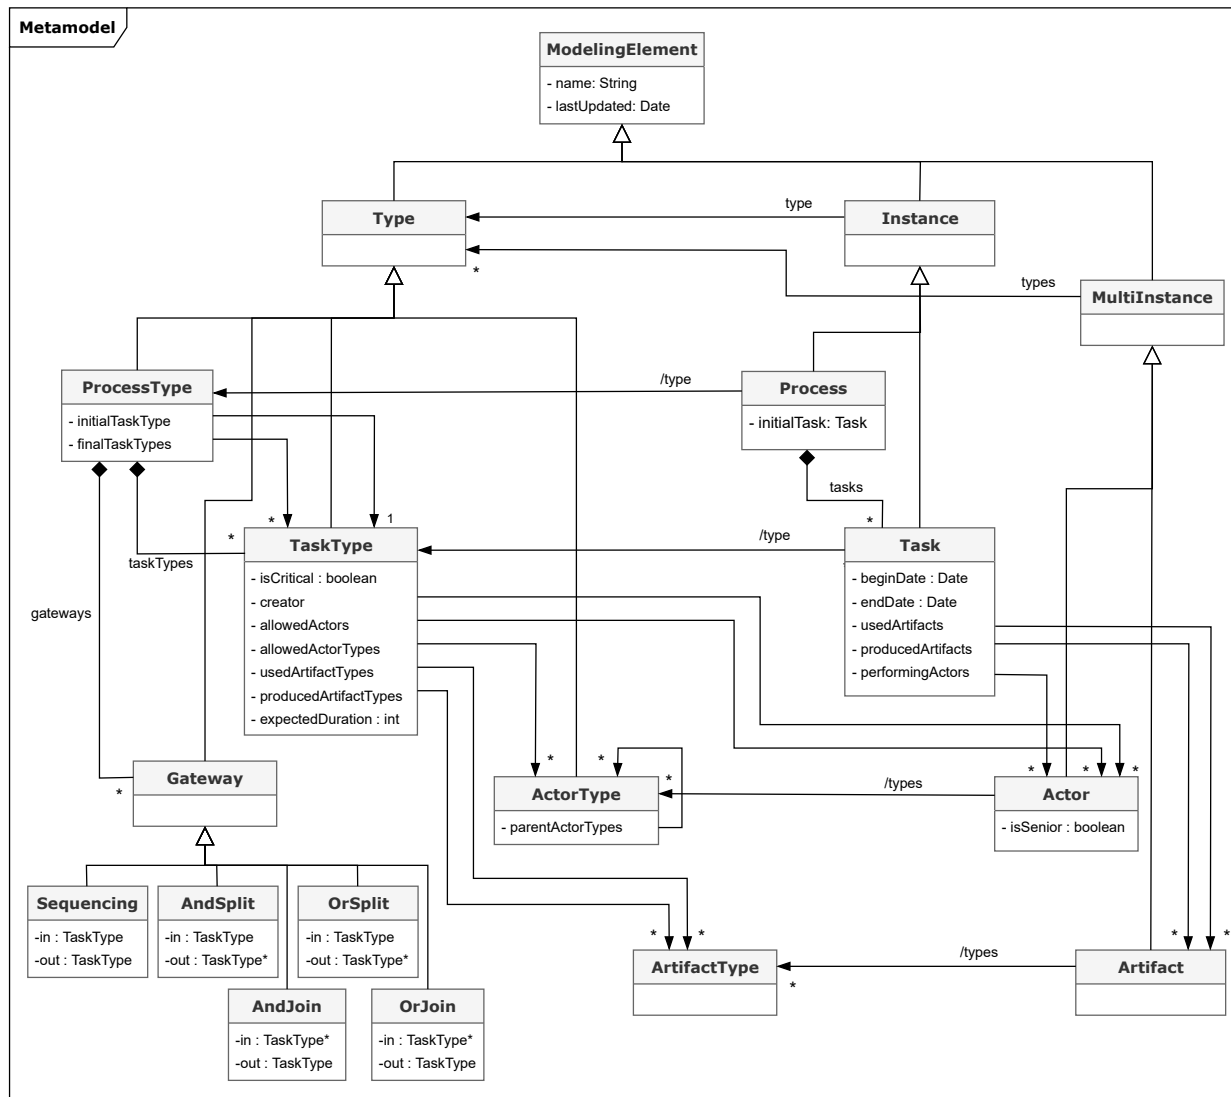 Metamodel
ModelingElement
- name: String
- lastUpdated: Date
Type
type
Instance
*
types
MultiInstance
ProcessType
- initialTaskType
- finalTaskTypes
/type
Process
- initialTask: Task
tasks
*
*
1
*
taskTypes
gateways
TaskType
- isCritical : boolean
- creator
- allowedActors
- allowedActorTypes
- usedArtifactTypes
- producedArtifactTypes
- expectedDuration : int
/type
Task
- beginDate : Date
- endDate : Date
- usedArtifacts
- producedArtifacts
- performingActors
Gateway
*
*
*
*
ActorType
- parentActorTypes
/types
*
*
*
Actor
- isSenior : boolean
Sequencing
-in : TaskType
-out : TaskType
AndSplit
-in : TaskType
-out : TaskType*
OrSplit
-in : TaskType
-out : TaskType*
AndJoin
-in : TaskType*
-out : TaskType
OrJoin
-in : TaskType*
-out : TaskType
*
*
ArtifactType
*
/types
*
*
Artifact